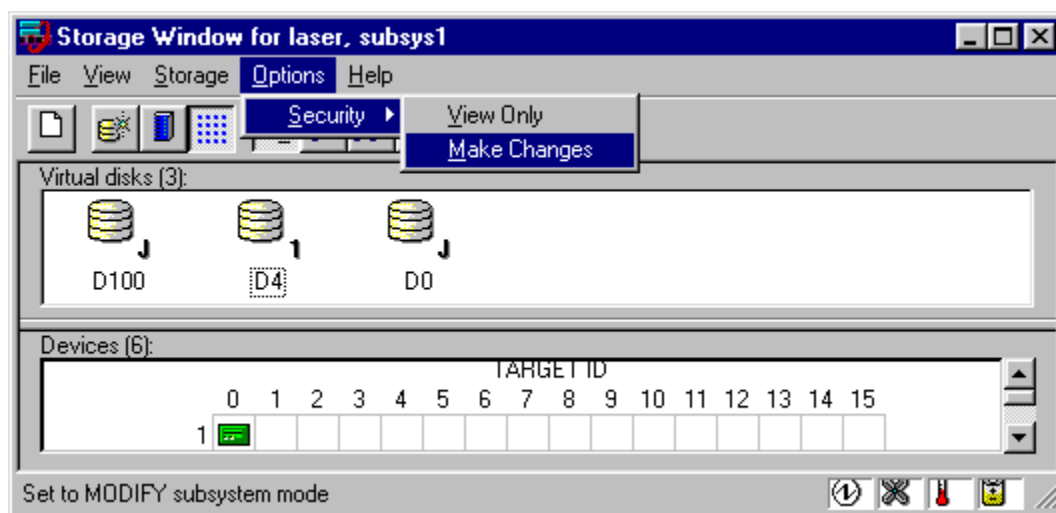 Storage Window for laser, subsys1
File View Storage Options Help
Security View Only
Make Changes
Virtual disks (3):
J 1 J
D100 D4 D0
Devices (6):
TARGET ID
0 1 2 3 4 5 6 7 8 9 10 11 12 13 14 15
1
Set to MODIFY subsystem mode